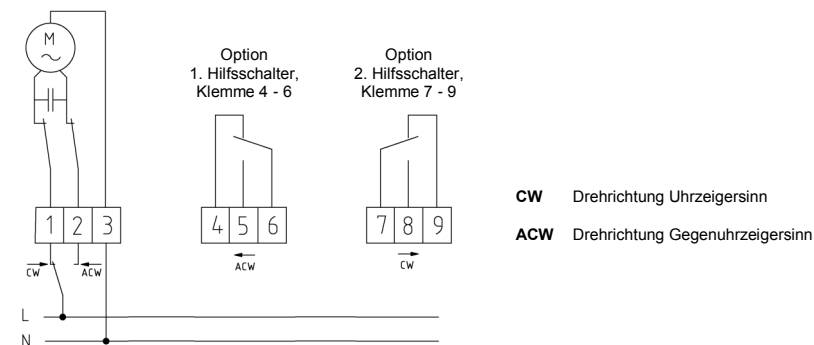 M
Option
1. Hilfsschalter,
Klemme 4 - 6
Option
2. Hilfsschalter,
Klemme 7 - 9
1 2 3
4 5 6
7 8 9
CW
ACW
ACW
CW
CW Drehrichtung Uhrzeigersinn
ACW Drehrichtung Gegenuhrzeigersinn
L
N